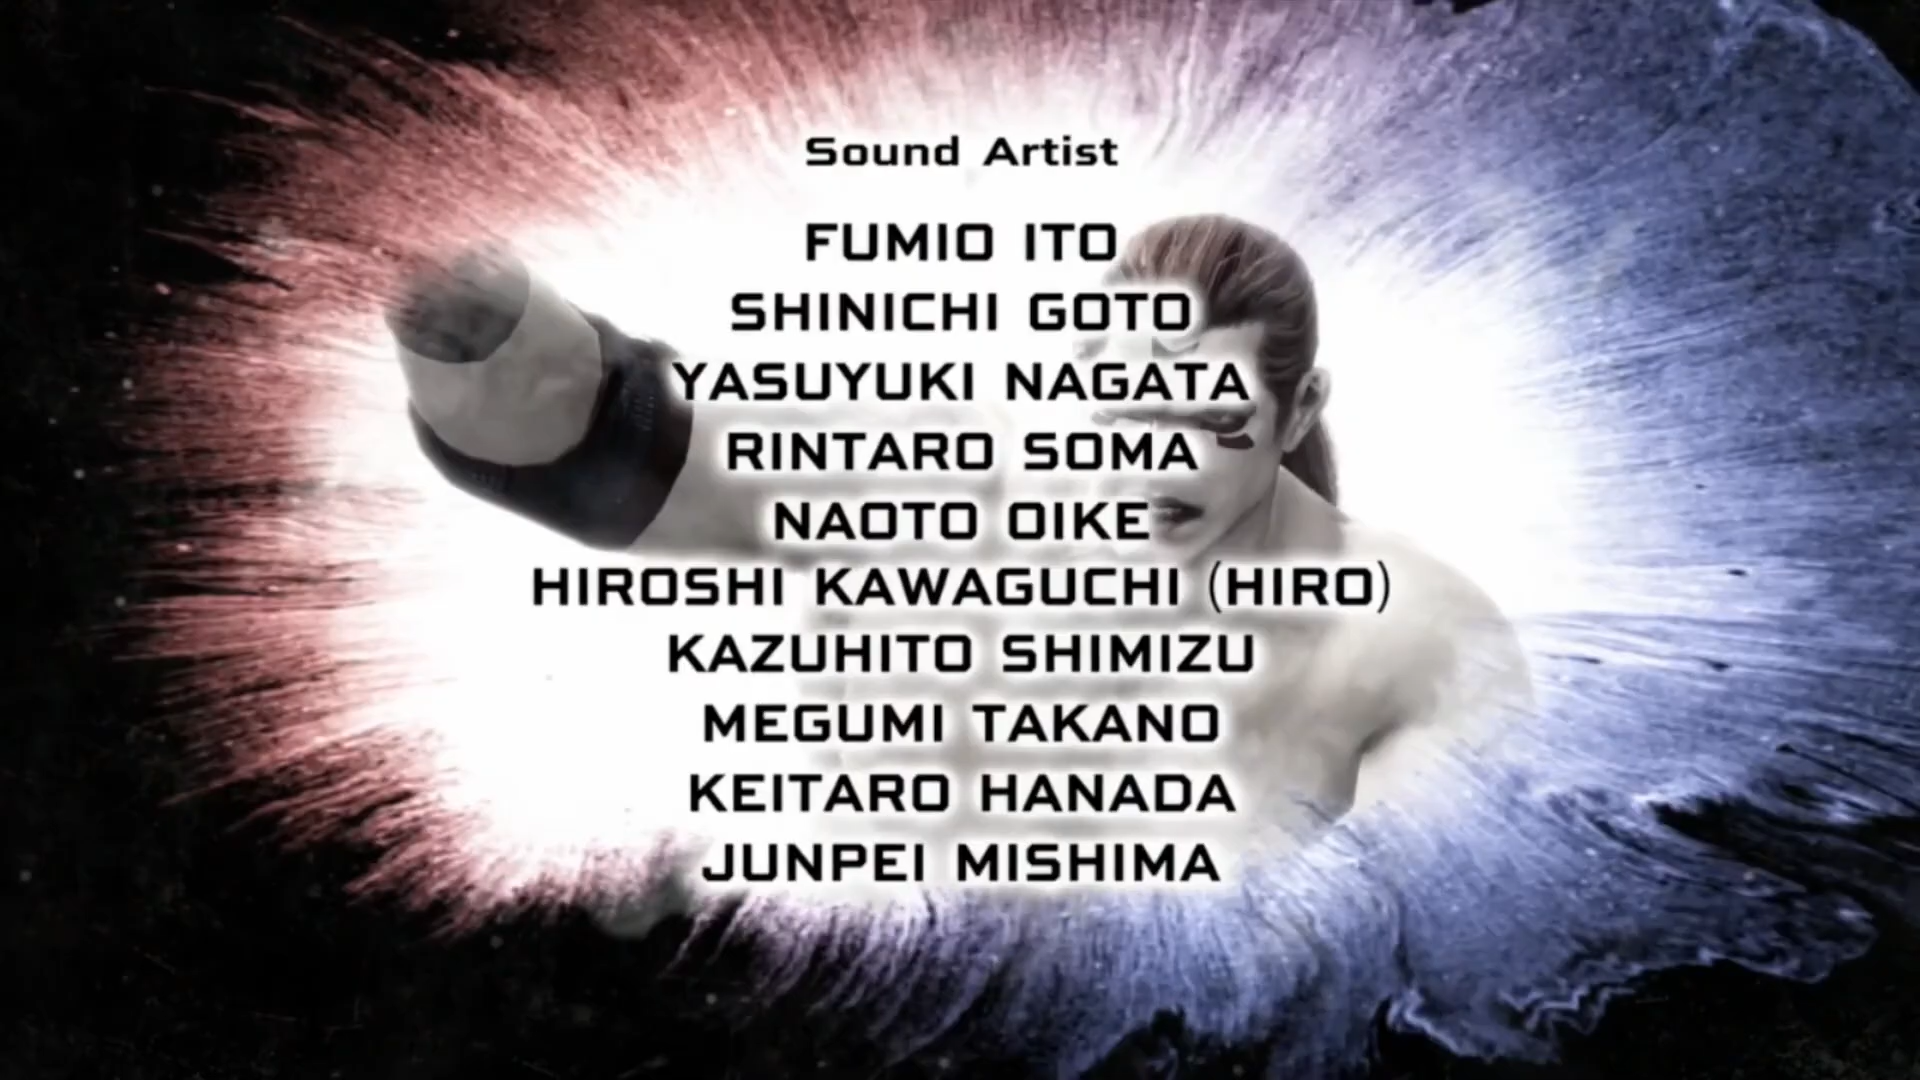 Sound Artist
FUMIO ITO
SHINICHI GOTO
YASUYUKI NAGATA
RINTARO SOMA
NAOTO OIKE
HIROSHI KAWAGUCHI (HIRO)
KAZUHITO SHIMIZU
MEGUMI TAKANO
KEITARO HANADA
JUNPEI MISHIMA